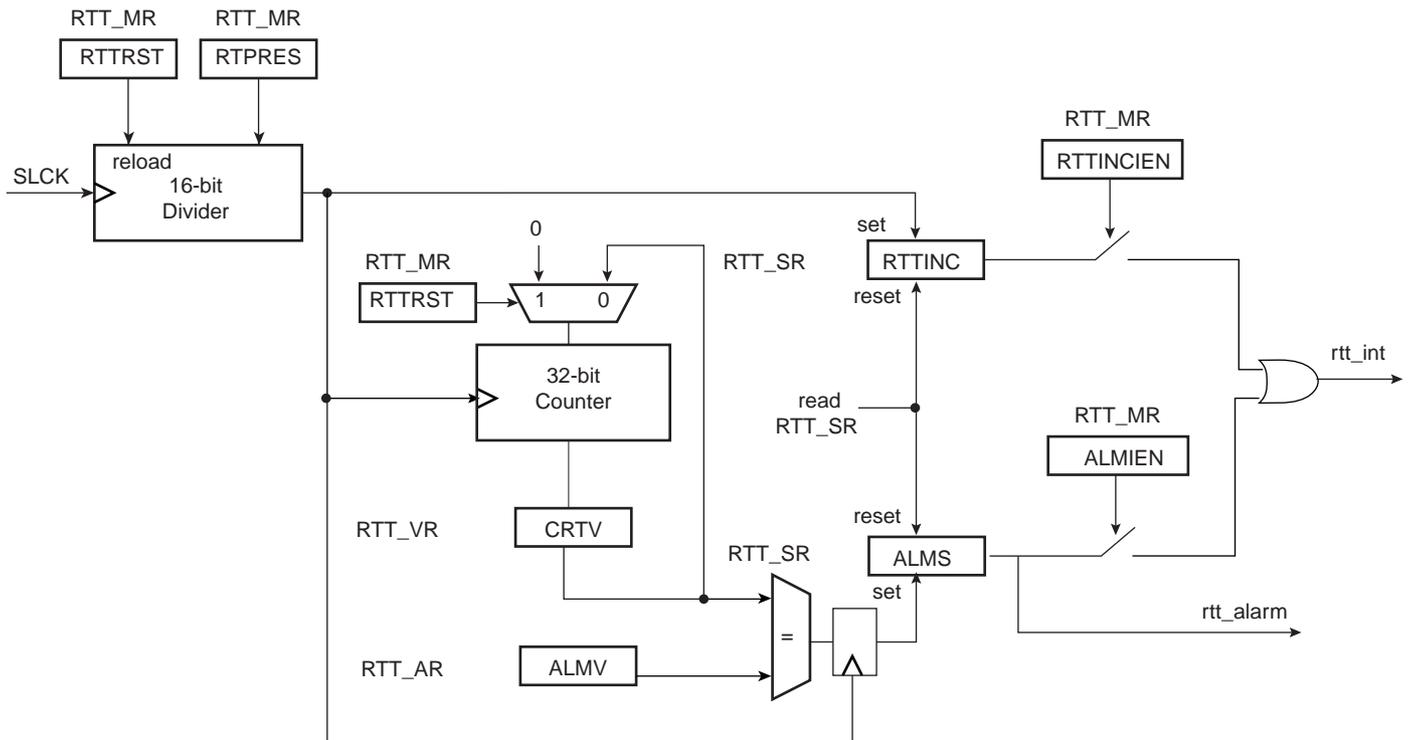 RTT_MR
RTT_MR
RTTRST
RTPRES
reload
16-bit
Divider
SLCK
RTT_MR
RTTINCIEN
set
RTTINC
reset
0
RTT_MR
RTTRST
1
0
RTT_SR
32-bit
Counter
read
RTT_SR
rtt_int
RTT_MR
ALMIEN
RTT_VR
CRTV
reset
ALMS
set
RTT_SR
=
rtt_alarm
RTT_AR
ALMV